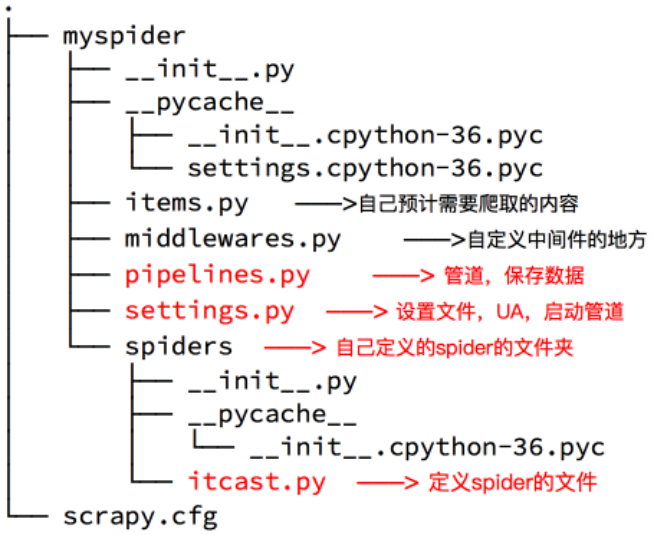 .
├── myspider
│   ├── __init__.py
│   ├── __pycache__
│   │   ├── __init__.cpython-36.pyc
│   │   └── settings.cpython-36.pyc
│   ├── items.py ——>自己预计需要爬取的内容
│   ├── middlewares.py ——>自定义中间件的地方
│   ├── pipelines.py ——> 管道，保存数据
│   ├── settings.py ——> 设置文件，UA，启动管道
│   └── spiders ——> 自己定义的spider的文件夹
│       ├── __init__.py
│       ├── __pycache__
│       │   └── __init__.cpython-36.pyc
│       └── itcast.py ——> 定义spider的文件
└── scrapy.cfg